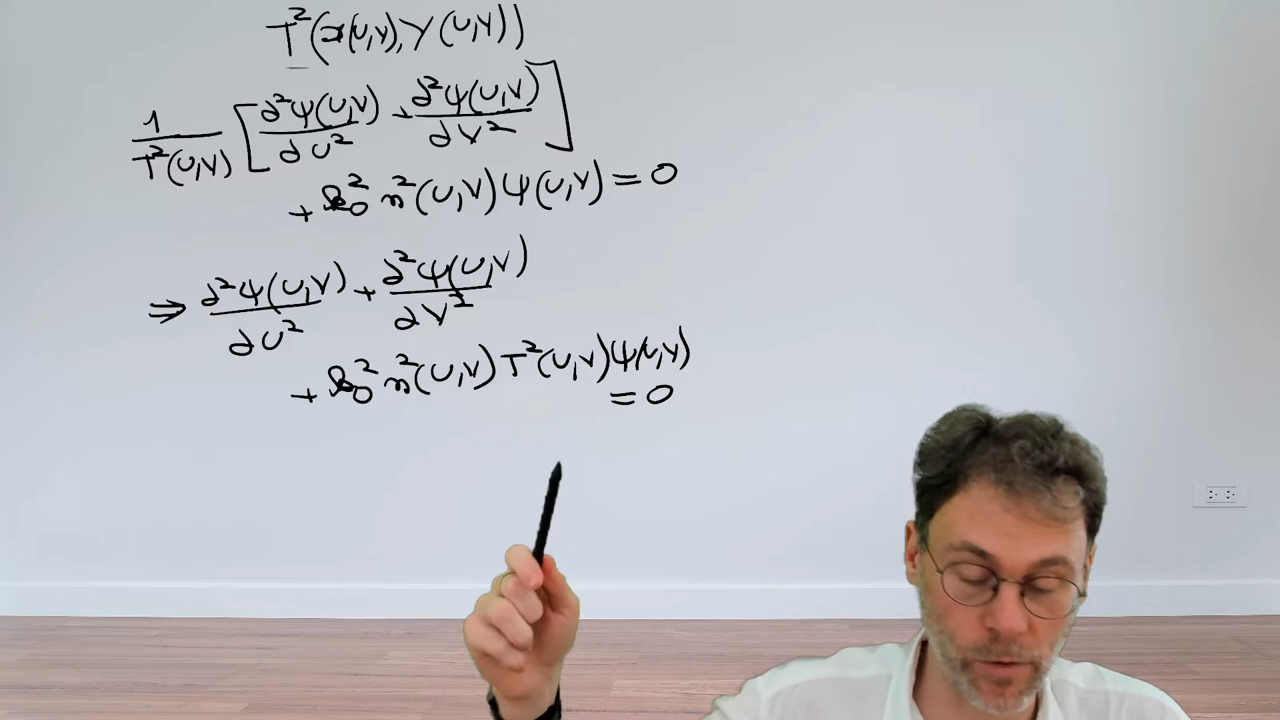 T²(x(u,v),y(u,v))
1/T²(u,v) [∂²ψ(u,v)/∂u² + ∂²ψ(u,v)/∂v²]
+ k₀² n²(u,v) ψ(u,v) = 0
⇒ ∂²ψ(u,v)/∂u² + ∂²ψ(u,v)/∂v²
+ k₀² n²(u,v) T²(u,v) ψ(u,v)
= 0